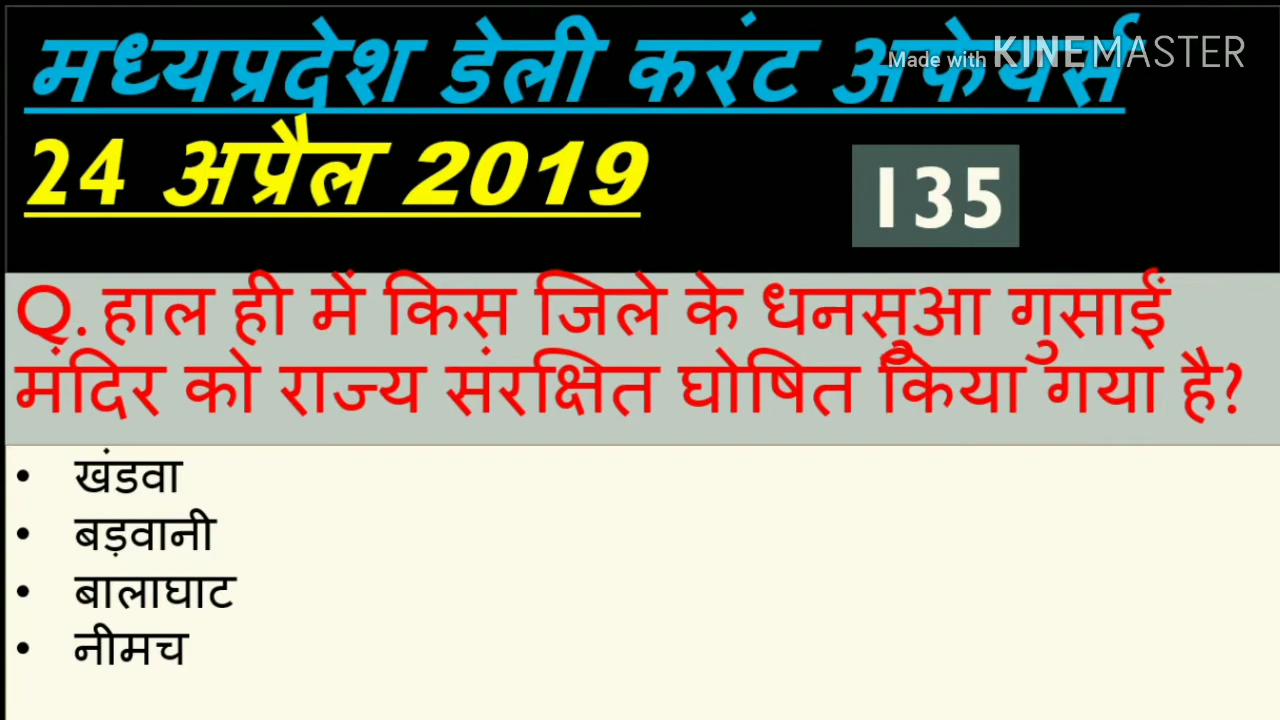 मध्यप्रदेश डेली करंट अफेयर्स
Made with KINEMASTER
24 अप्रैल 2019
135
Q. हाल ही में किस जिले के धनसुआ गुसाईं
मंदिर को राज्य संरक्षित घोषित किया गया है?
• खंडवा
• बड़वानी
• बालाघाट
• नीमच